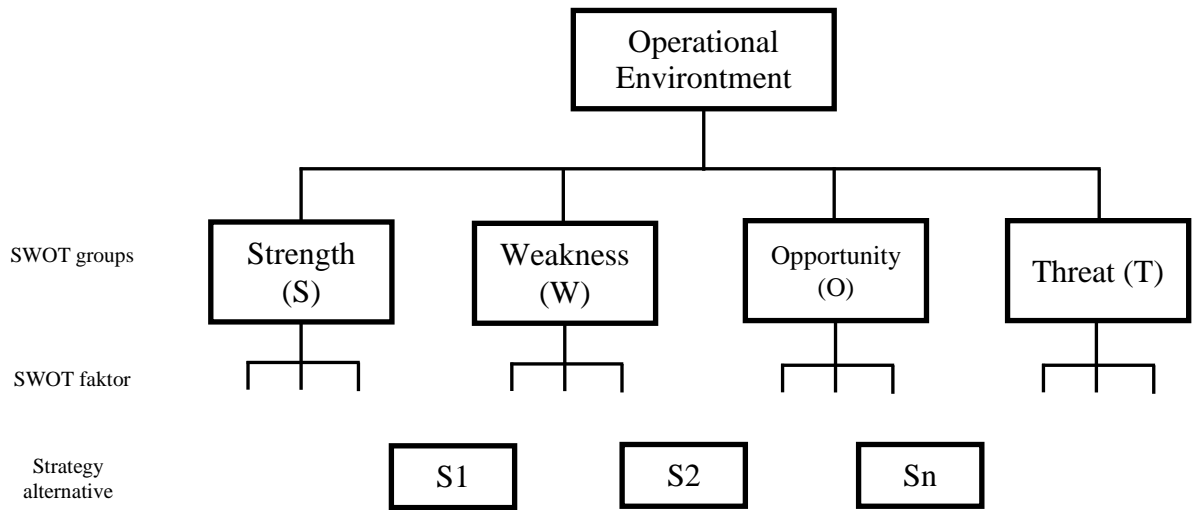 Operational
Environtment
SWOT groups
Strength
(S)
Weakness
(W)
Opportunity
(O)
Threat (T)
SWOT faktor
Strategy
alternative
S1
S2
Sn